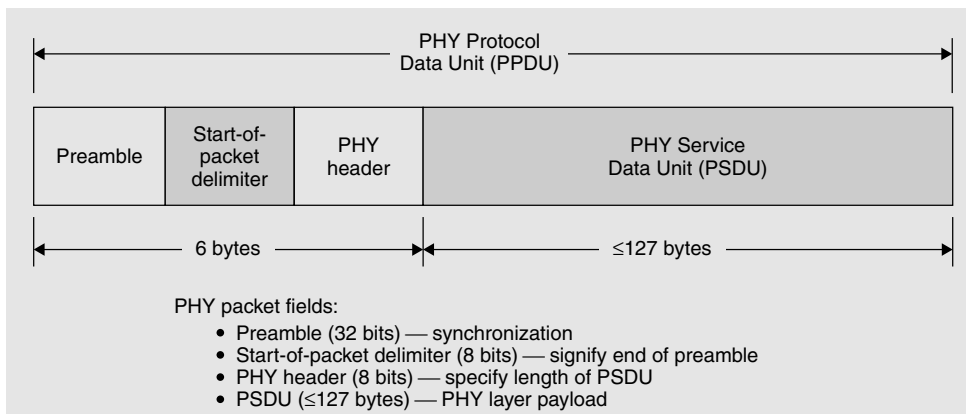 PHY Protocol
Data Unit (PPDU)
Preamble
Start-of-
packet
delimiter
PHY
header
PHY Service
Data Unit (PSDU)
6 bytes
≤127 bytes
PHY packet fields:
• Preamble (32 bits) — synchronization
• Start-of-packet delimiter (8 bits) — signify end of preamble
• PHY header (8 bits) — specify length of PSDU
• PSDU (≤127 bytes) — PHY layer payload